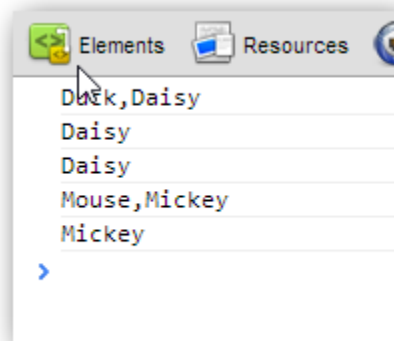 Elements Resources
Duck,Daisy
Daisy
Daisy
Mouse,Mickey
Mickey